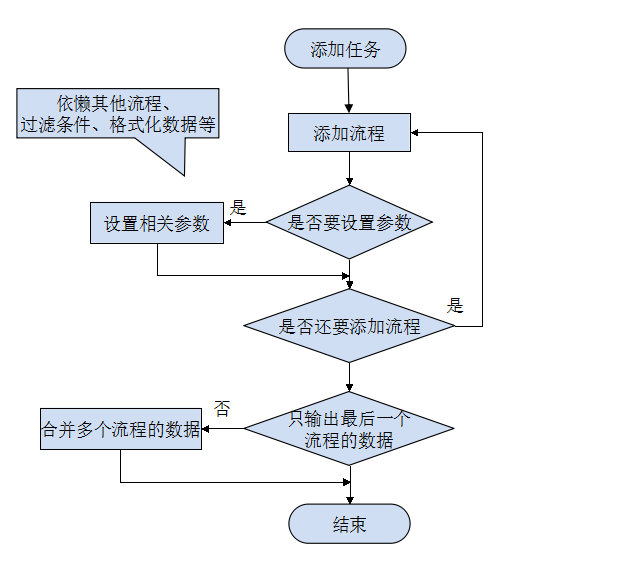 添加任务
依懒其他流程、
过滤条件、格式化数据等
添加流程
是
设置相关参数
是否要设置参数
是
是否还要添加流程
否
只输出最后一个
流程的数据
合并多个流程的数据
结束